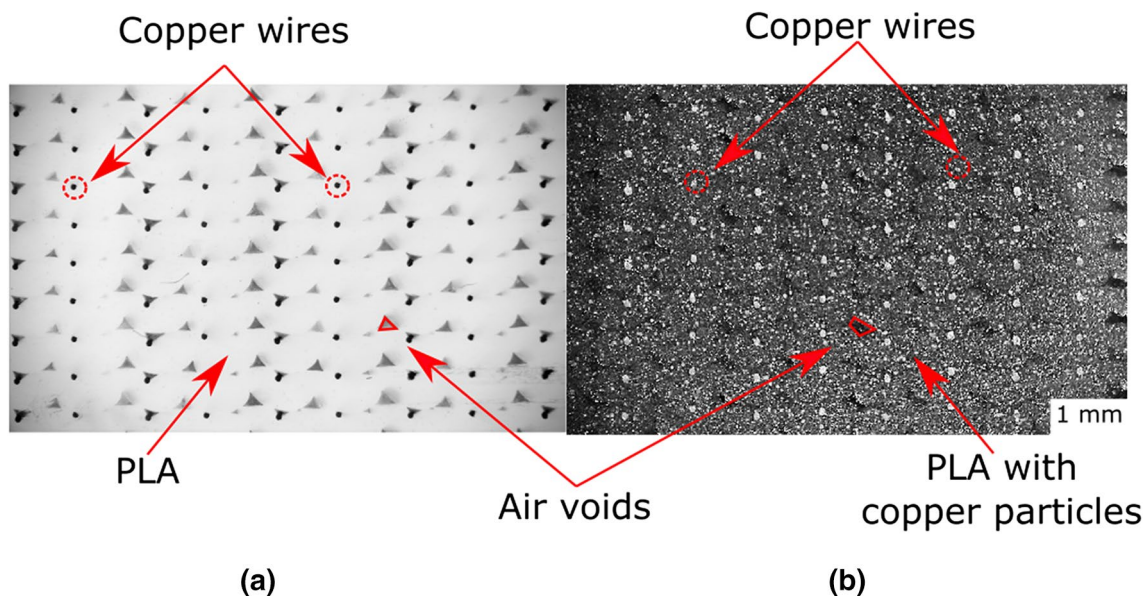 Copper wires
Copper wires
1 mm
PLA
Air voids
PLA with
copper particles
(a)
(b)